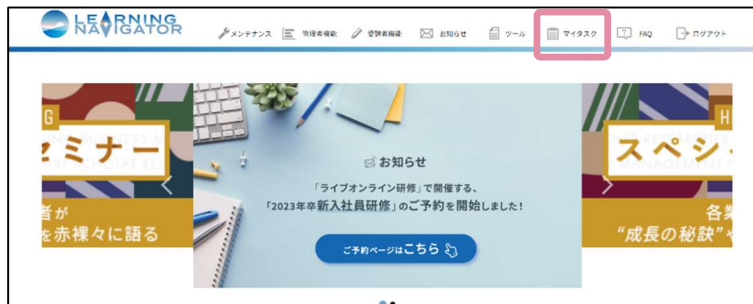 LEARNING
NAVIGATOR
メンテナンス
管理者機能
受験者機能
お知らせ
ツール
マイタスク
FAQ
ログアウト
G
セミナー
者が
を赤裸々に語る
お知らせ
「ライブオンライン研修」で開催する、
「2023年卒新入社員研修」のご予約を開始しました!
ご予約ページはこちら
H
スペシ
各業
“成長の秘訣”や